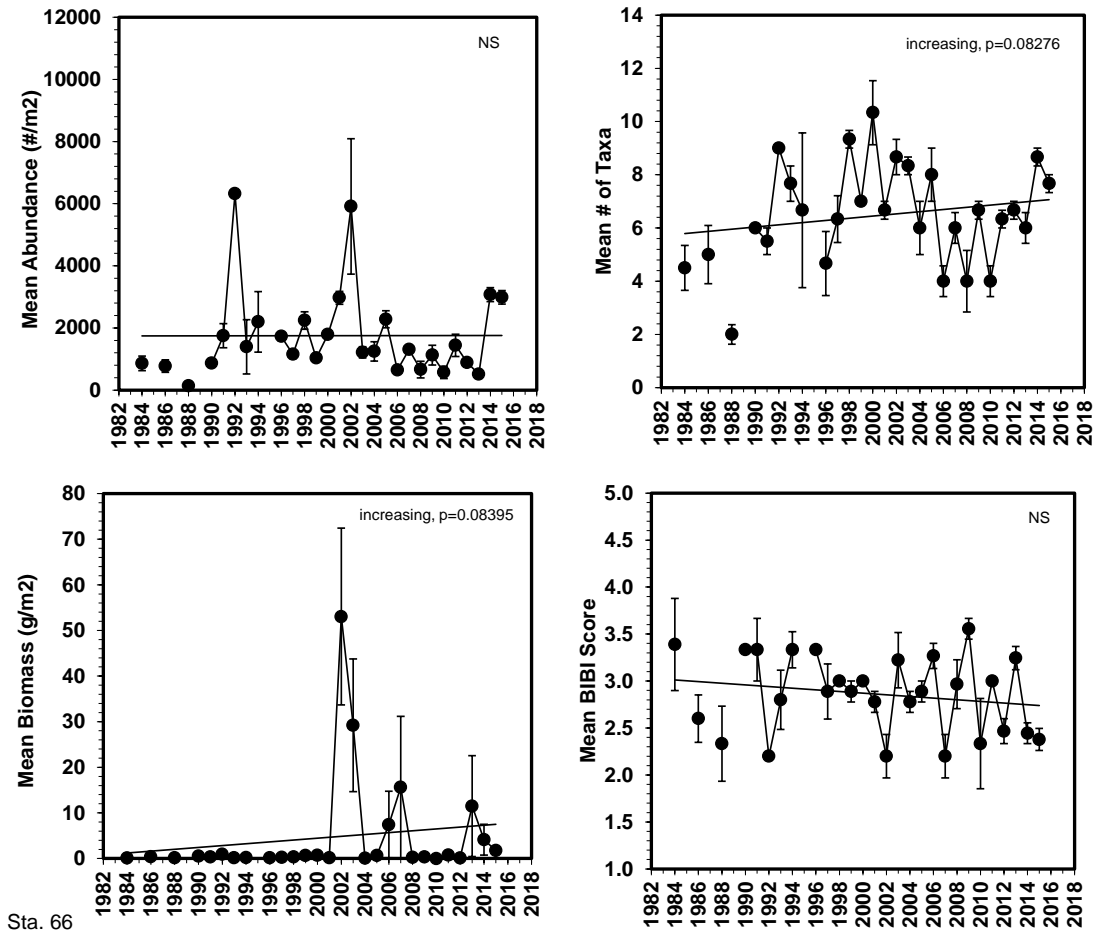 12000
10000
8000
6000
4000
2000
0
Mean Abundance (#/m2)
NS
1982 1984 1986 1988 1990 1992 1994 1996 1998 2000 2002 2004 2006 2008 2010 2012 2014 2016 2018
14
12
10
8
6
4
2
0
Mean # of Taxa
increasing, p=0.08276
1982 1984 1986 1988 1990 1992 1994 1996 1998 2000 2002 2004 2006 2008 2010 2012 2014 2016 2018
80
70
60
50
40
30
20
10
0
Mean Biomass (g/m2)
increasing, p=0.08395
1982 1984 1986 1988 1990 1992 1994 1996 1998 2000 2002 2004 2006 2008 2010 2012 2014 2016 2018
5.0
4.5
4.0
3.5
3.0
2.5
2.0
1.5
1.0
Mean BIBI Score
NS
1982 1984 1986 1988 1990 1992 1994 1996 1998 2000 2002 2004 2006 2008 2010 2012 2014 2016 2018
Sta. 66